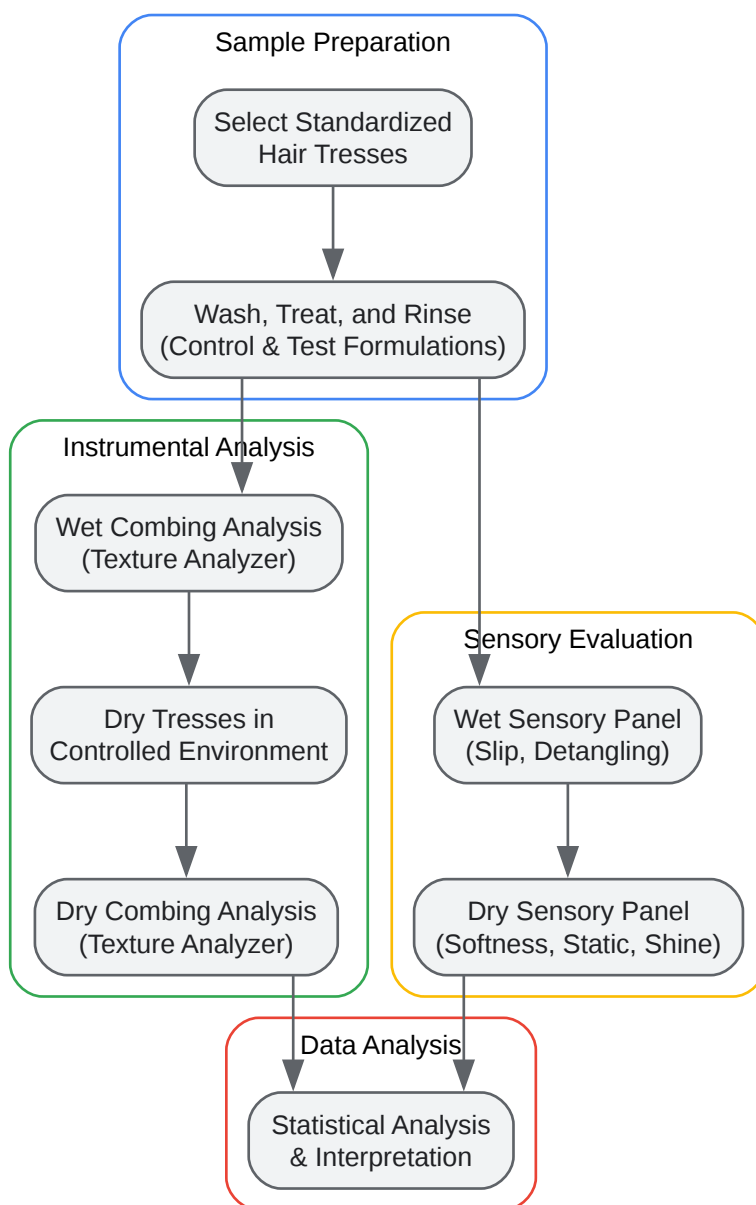 Sample Preparation
Select Standardized
Hair Tresses
Wash, Treat, and Rinse
(Control & Test Formulations)
Instrumental Analysis
Wet Combing Analysis
(Texture Analyzer)
Dry Tresses in
Controlled Environment
Dry Combing Analysis
(Texture Analyzer)
Sensory Evaluation
Wet Sensory Panel
(Slip, Detangling)
Dry Sensory Panel
(Softness, Static, Shine)
Data Analysis
Statistical Analysis
& Interpretation